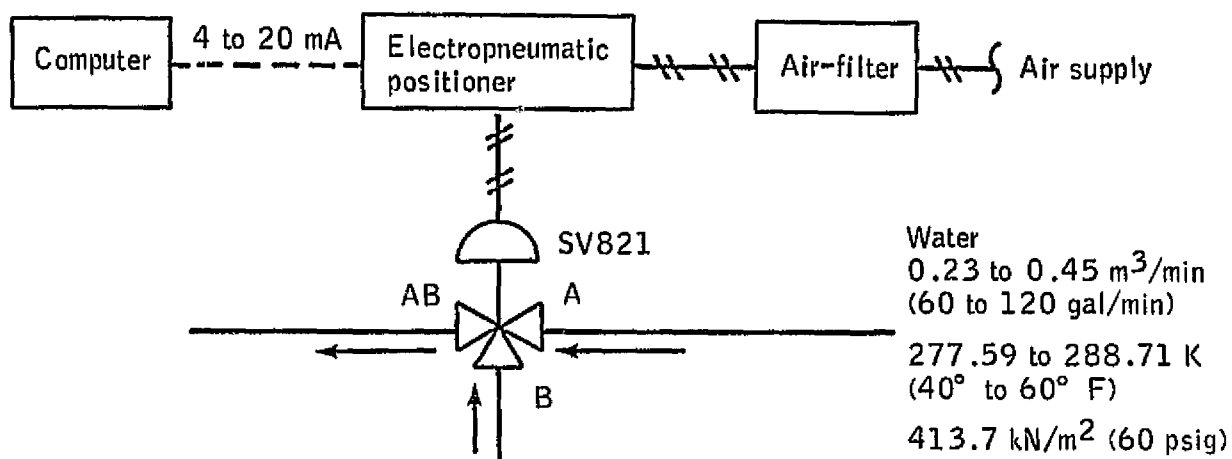 Computer
4 to 20 mA
Electropneumatic
positioner
Air-filter
Air supply
SV821
AB
A
B
Water
0.23 to 0.45 m³/min
(60 to 120 gal/min)
277.59 to 288.71 K
(40° to 60° F)
413.7 kN/m² (60 psig)